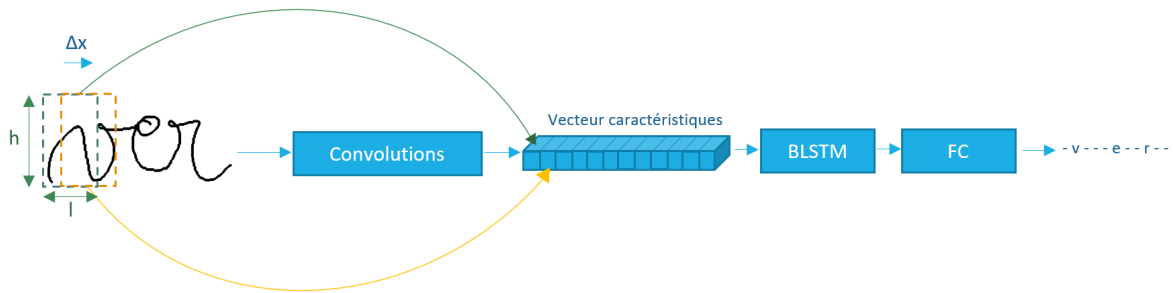 Δx
h
l
ver
Convolutions
Vecteur caractéristiques
BLSTM
FC
- v - - - e - - r - -